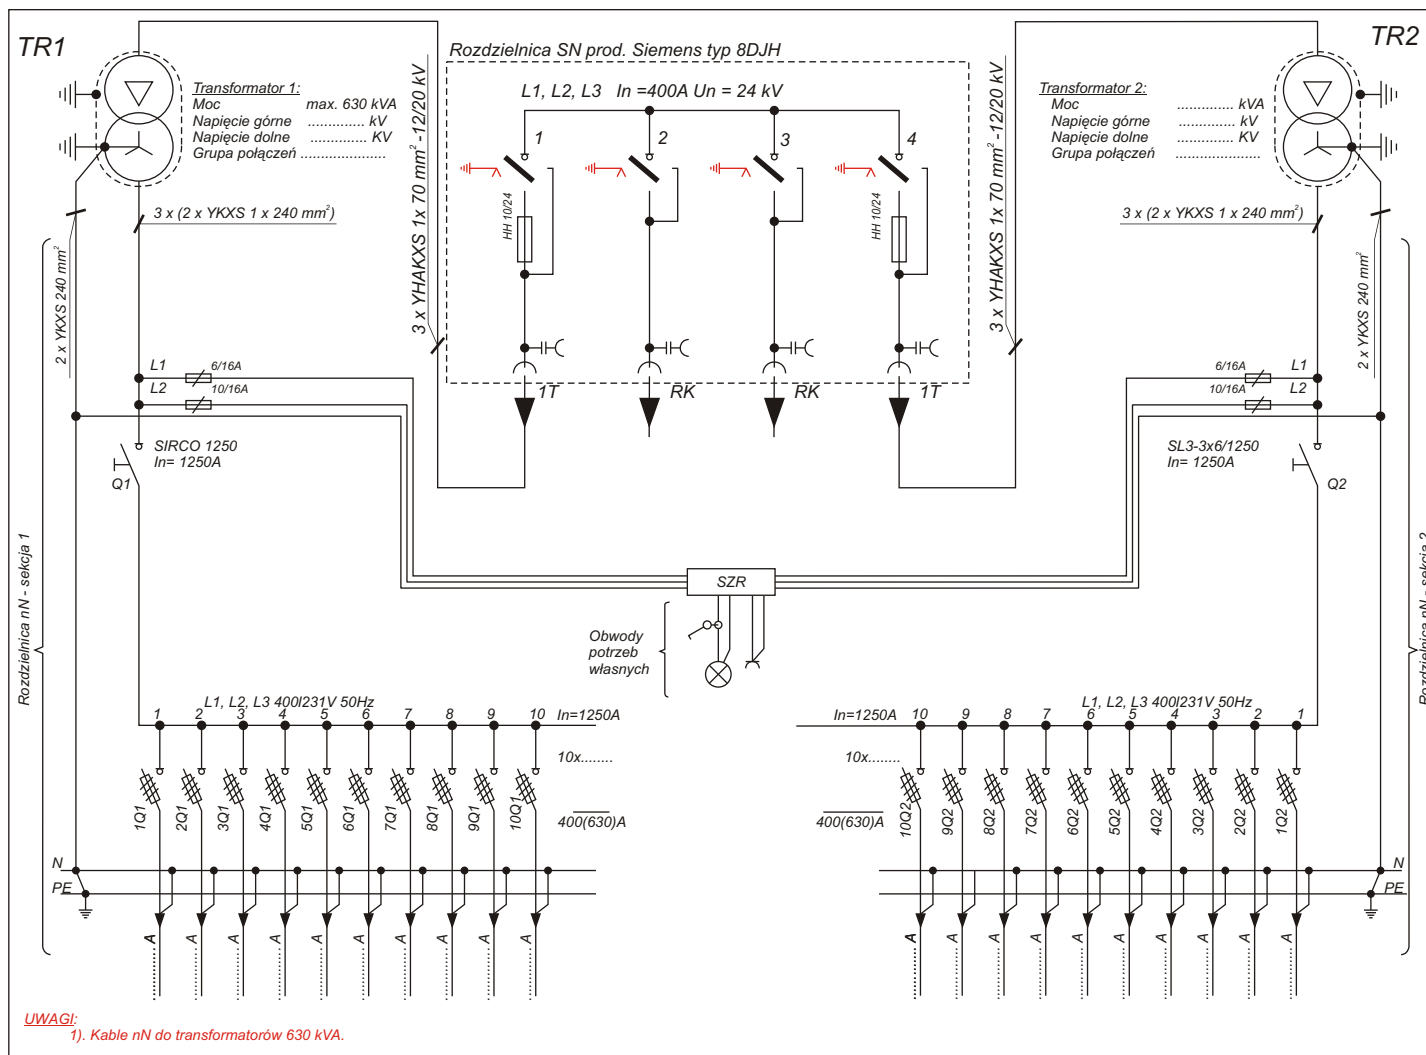 TR1
TR2
Rozdzielnica SN prod. Siemens typ 8DJH
L1, L2, L3 In =400A Un = 24 kV
Transformator 1:
Moc max. 630 kVA
Napięcie górne .............. kV
Napięcie dolne .............. KV
Grupa połączeń .....................
Transformator 2:
Moc .............. kVA
Napięcie górne .............. kV
Napięcie dolne .............. KV
Grupa połączeń .....................
1 2 3 4
HH 10/24
HH 10/24
3 x YHAKXS 1x 70 mm² -12/20 kV
3 x YHAKXS 1x 70 mm² -12/20 kV
3 x (2 x YKXS 1 x 240 mm²)
3 x (2 x YKXS 1 x 240 mm²)
2 x YKXS 240 mm²
2 x YKXS 240 mm²
1T RK RK 1T
L1 6/16A
L2 10/16A
6/16A L1
10/16A L2
SIRCO 1250
In= 1250A
Q1
SL3-3x6/1250
In= 1250A
Q2
Rozdzielnica nN - sekcja 1
Rozdzielnica nN - sekcja 2
SZR
Obwody
potrzeb
własnych
L1, L2, L3 400/231V 50Hz
1 2 3 4 5 6 7 8 9 10 In=1250A
L1, L2, L3 400/231V 50Hz
In=1250A 10 9 8 7 6 5 4 3 2 1
10x........
400(630)A
10x........
400(630)A
1Q1 2Q1 3Q1 4Q1 5Q1 6Q1 7Q1 8Q1 9Q1 10Q1
10Q2 9Q2 8Q2 7Q2 6Q2 5Q2 4Q2 3Q2 2Q2 1Q2
N
PE
N
PE
............ A ............ A ............ A ............ A ............ A ............ A ............ A ............ A ............ A ............ A
............ A ............ A ............ A ............ A ............ A ............ A ............ A ............ A ............ A ............ A
UWAGI:
1). Kable nN do transformatorów 630 kVA.